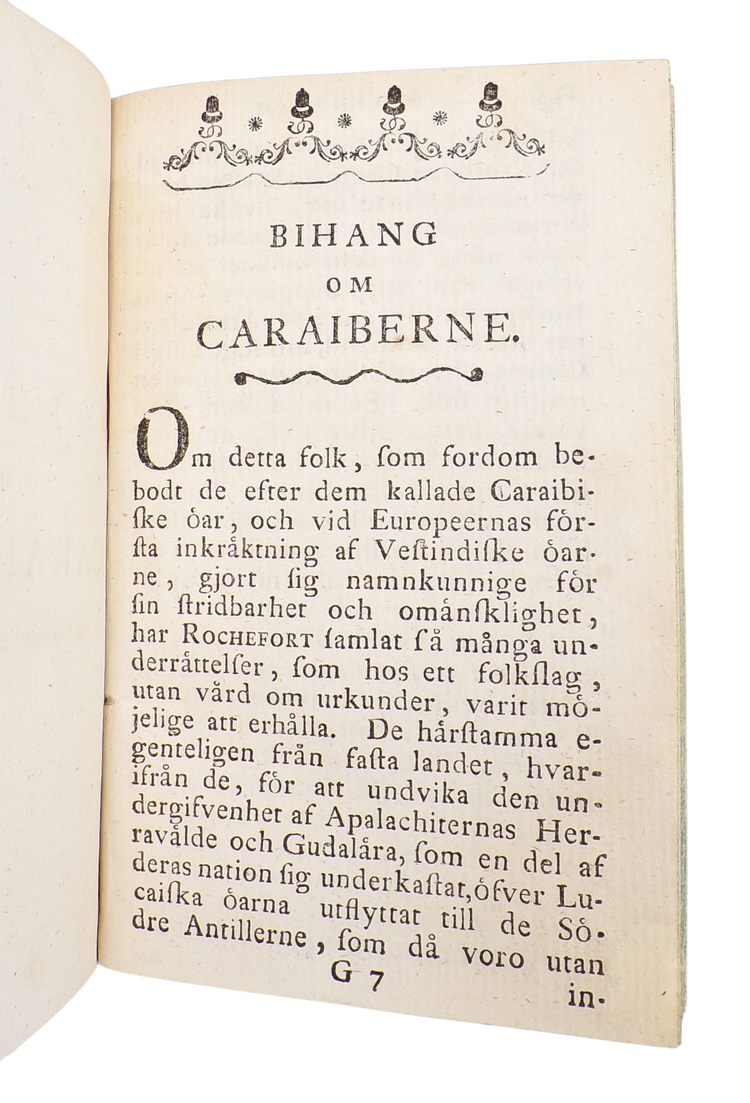 BIHANG
OM
CARAIBERNE.
Om detta folk, ſom fordom be-
bodt de efter dem kallade Caraibi-
ſke öar, och vid Europeernas för-
ſta inkräktning af Veſtindiſke öar-
ne, gjort ſig namnkunnige för
ſin ſtridbarhet och omänſklighet,
har ROCHEFORT ſamlat ſå många un-
derrättelſer, ſom hos ett folkſlag,
utan vård om urkunder, varit mö-
jelige att erhålla. De härſtamma e-
genteligen från faſta landet, hvar-
ifrån de, för att undvika den un-
dergifvenhet af Apalachiternas Her-
ravälde och Gudalära, ſom en del af
deras nation ſig underkaſtat, öfver Lu-
caiſka öarna utflyttat till de Sö-
dre Antillerne, ſom då voro utan
G 7
in-